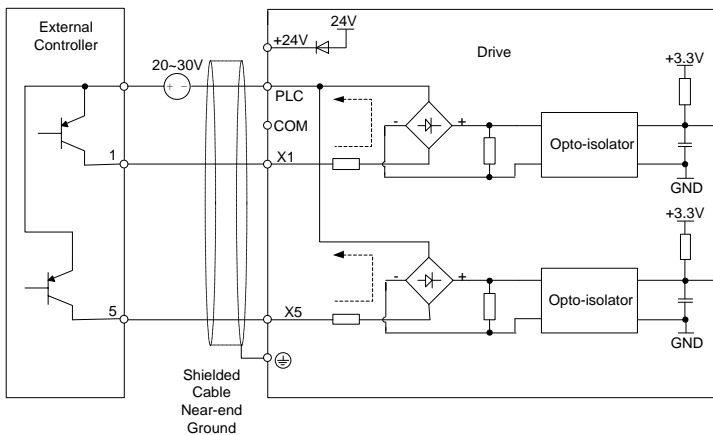 External
Controller
24V
+24V
Drive
+3.3V
20~30V
+ -
PLC
COM
- +
Opto-isolator
1
X1
GND
+3.3V
- +
Opto-isolator
5
X5
GND
Shielded
Cable
Near-end
Ground